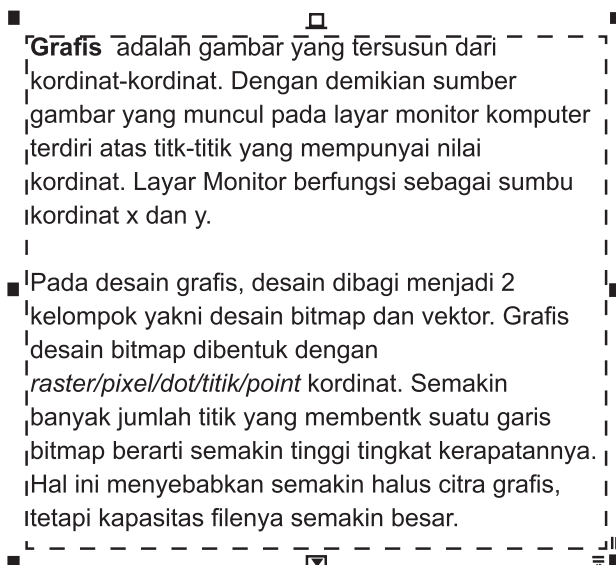 Grafis adalah gambar yang tersusun dari
kordinat-kordinat. Dengan demikian sumber
gambar yang muncul pada layar monitor komputer
terdiri atas titk-titik yang mempunyai nilai
kordinat. Layar Monitor berfungsi sebagai sumbu
kordinat x dan y.
Pada desain grafis, desain dibagi menjadi 2
kelompok yakni desain bitmap dan vektor. Grafis
desain bitmap dibentuk dengan
raster/pixel/dot/titik/point kordinat. Semakin
banyak jumlah titik yang membentk suatu garis
bitmap berarti semakin tinggi tingkat kerapatannya.
Hal ini menyebabkan semakin halus citra grafis,
tetapi kapasitas filenya semakin besar.